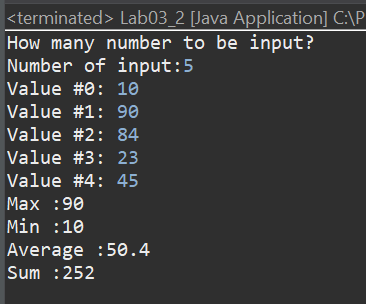 <terminated> Lab03_2 [Java Application] C:\P
How many number to be input?
Number of input:5
Value #0: 10
Value #1: 90
Value #2: 84
Value #3: 23
Value #4: 45
Max :90
Min :10
Average :50.4
Sum :252